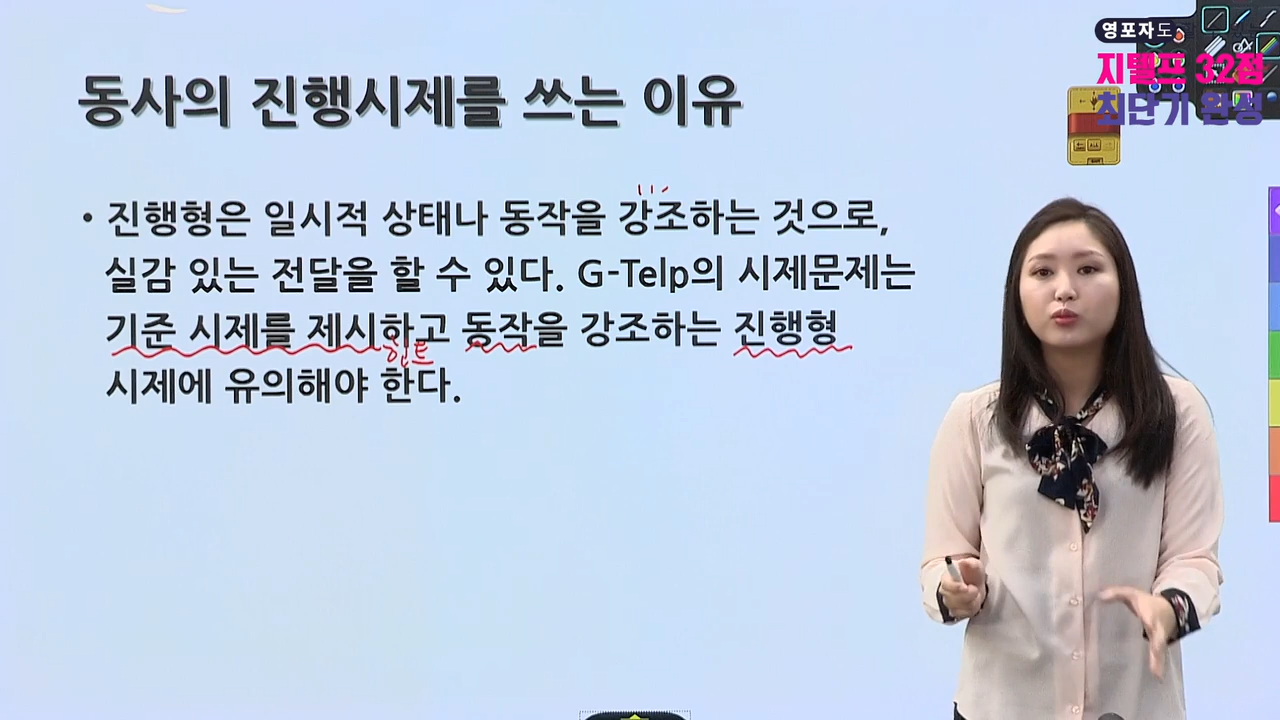 영포자도
지텔프 32점
최단기 완성
동사의 진행시제를 쓰는 이유
• 진행형은 일시적 상태나 동작을 강조하는 것으로,
실감 있는 전달을 할 수 있다. G-Telp의 시제문제는
기준 시제를 제시하고 동작을 강조하는 진행형
힌트
시제에 유의해야 한다.